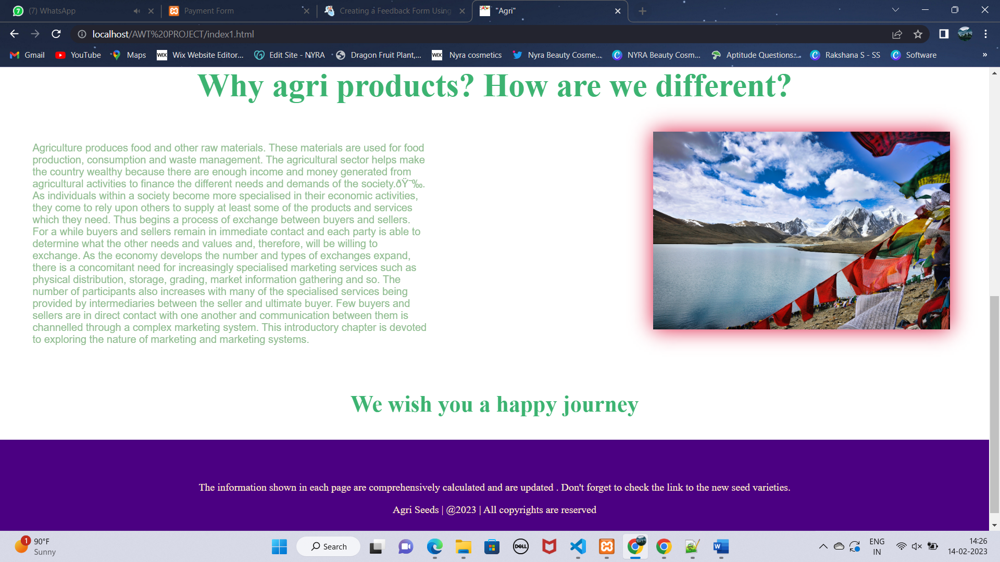 (7) WhatsApp
Payment Form
Creating a Feedback Form Using
"Agri"
localhost/AWT%20PROJECT/index1.html
Gmail
YouTube
Maps
Wix Website Editor...
Edit Site - NYRA
Dragon Fruit Plant,...
Nyra cosmetics
Nyra Beauty Cosme...
NYRA Beauty Cosm...
Aptitude Questions:...
Rakshana S - SS
Software
»
Why agri products? How are we different?
Agriculture produces food and other raw materials. These materials are used for food
production, consumption and waste management. The agricultural sector helps make
the country wealthy because there are enough income and money generated from
agricultural activities to finance the different needs and demands of the society.ðŸ˜‰.
As individuals within a society become more specialised in their economic activities,
they come to rely upon others to supply at least some of the products and services
which they need. Thus begins a process of exchange between buyers and sellers.
For a while buyers and sellers remain in immediate contact and each party is able to
determine what the other needs and values and, therefore, will be willing to
exchange. As the economy develops the number and types of exchanges expand,
there is a concomitant need for increasingly specialised marketing services such as
physical distribution, storage, grading, market information gathering and so. The
number of participants also increases with many of the specialised services being
provided by intermediaries between the seller and ultimate buyer. Few buyers and
sellers are in direct contact with one another and communication between them is
channelled through a complex marketing system. This introductory chapter is devoted
to exploring the nature of marketing and marketing systems.
We wish you a happy journey
The information shown in each page are comprehensively calculated and are updated . Don't forget to check the link to the new seed varieties.
Agri Seeds | @2023 | All copyrights are reserved
1
90°F
Sunny
Search
DELL
ENG
IN
14:26
14-02-2023